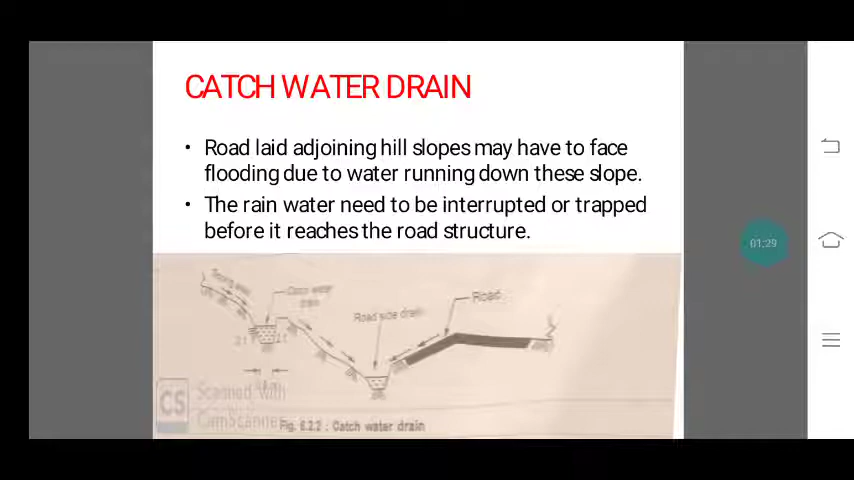 CATCH WATER DRAIN
• Road laid adjoining hill slopes may have to face
flooding due to water running down these slope.
• The rain water need to be interrupted or trapped
before it reaches the road structure.
01:29
Catch water
drain
Road side drain
Road
CS
Scanned with
CamScanner
Fig. 6.2.2 : Catch water drain